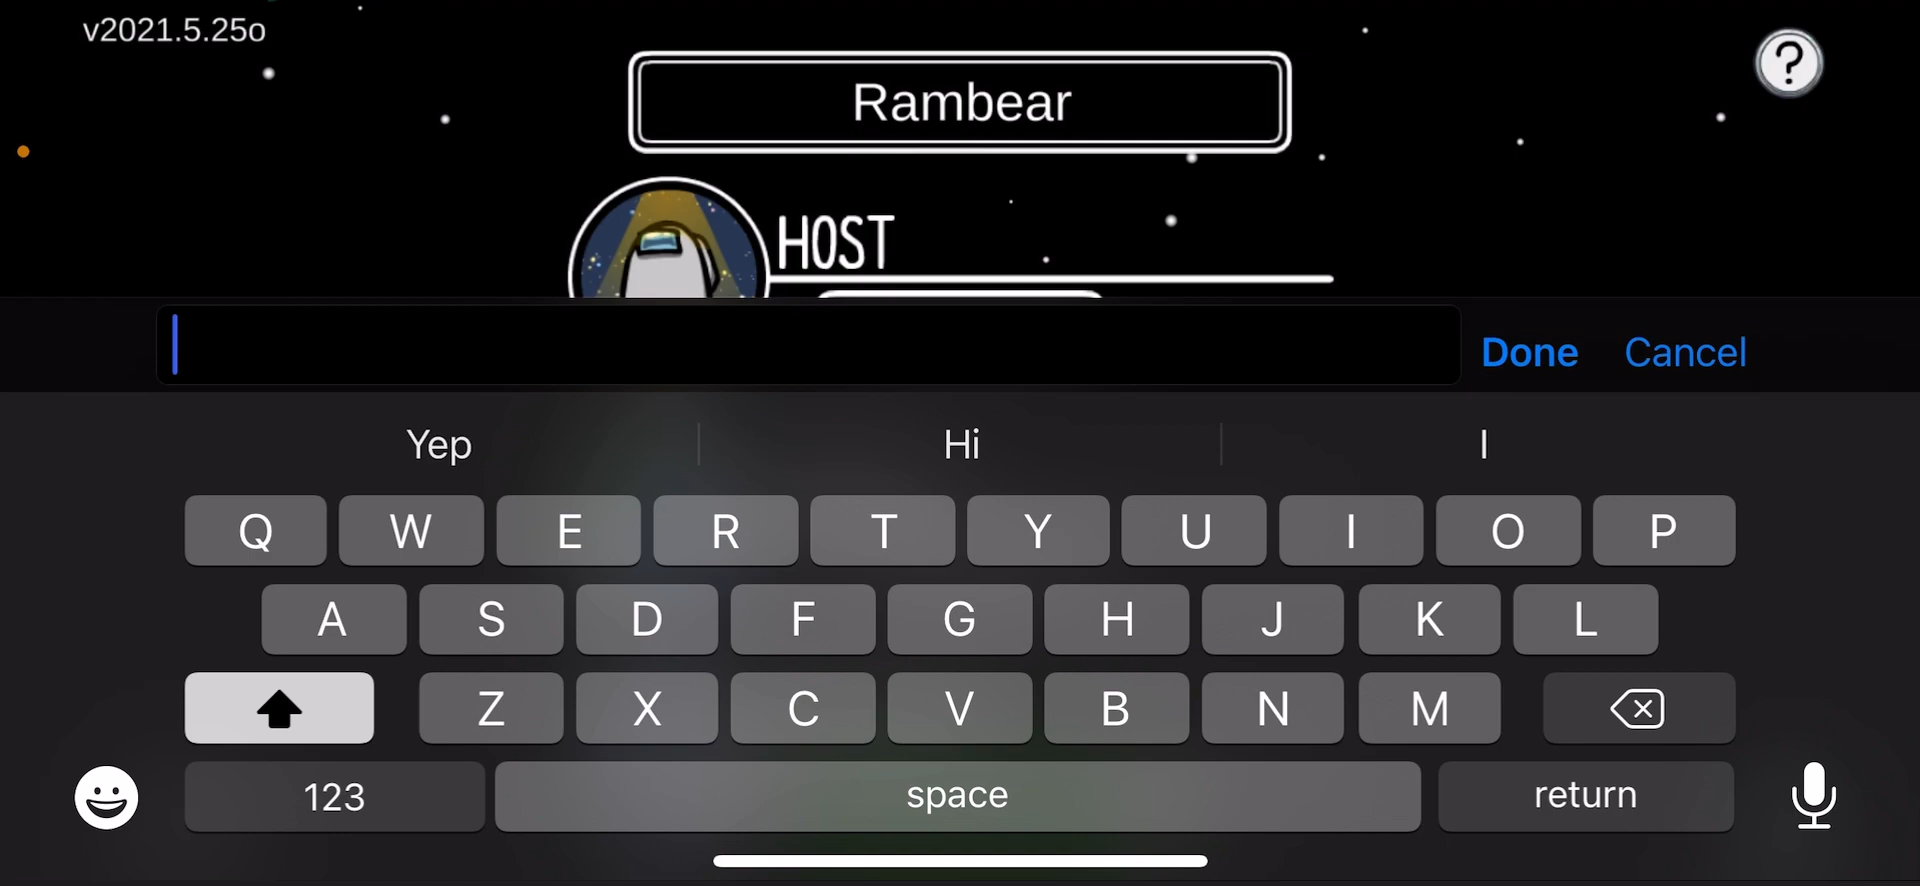 v2021.5.25o
Rambear
?
HOST
Done Cancel
Yep Hi I
Q W E R T Y U I O P
A S D F G H J K L
Z X C V B N M
123 space return